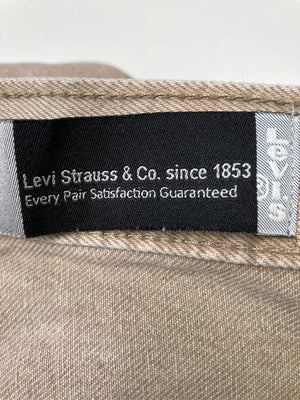 Levi Strauss & Co. since 1853
Every Pair Satisfaction Guaranteed
Levi's®